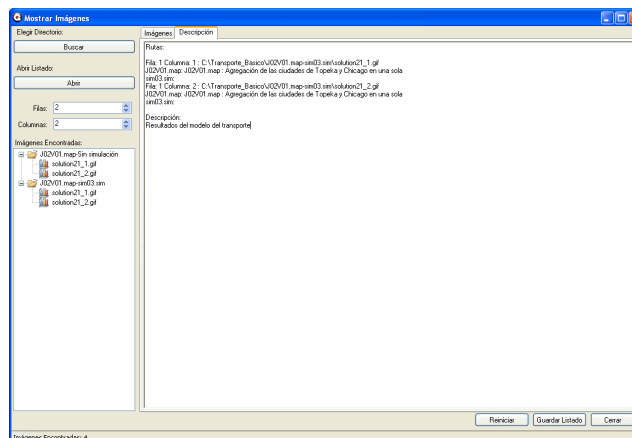 Mostrar Imágenes
Elegir Directorio:
Buscar
Abrir Listado:
Abrir
Filas: 2
Columnas: 2
Imágenes Encontradas:
J02V01.map-Sin simulación
solution21_1.gif
solution21_2.gif
J02V01.map-sim03.sim
solution21_1.gif
solution21_2.gif
Imágenes Descripción
Rutas:
Fila: 1 Columna: 1 : C:\Transporte_Basico\J02V01.map-sim03.sim\solution21_1.gif
J02V01.map: J02V01.map : Agregación de las ciudades de Topeka y Chicago en una sola
sim03.sim:
Fila: 1 Columna: 2 : C:\Transporte_Basico\J02V01.map-sim03.sim\solution21_2.gif
J02V01.map: J02V01.map : Agregación de las ciudades de Topeka y Chicago en una sola
sim03.sim:
Descripción:
Resultados del modelo del transporte
Reiniciar Guardar Listado Cerrar
Imágenes Encontradas: 4